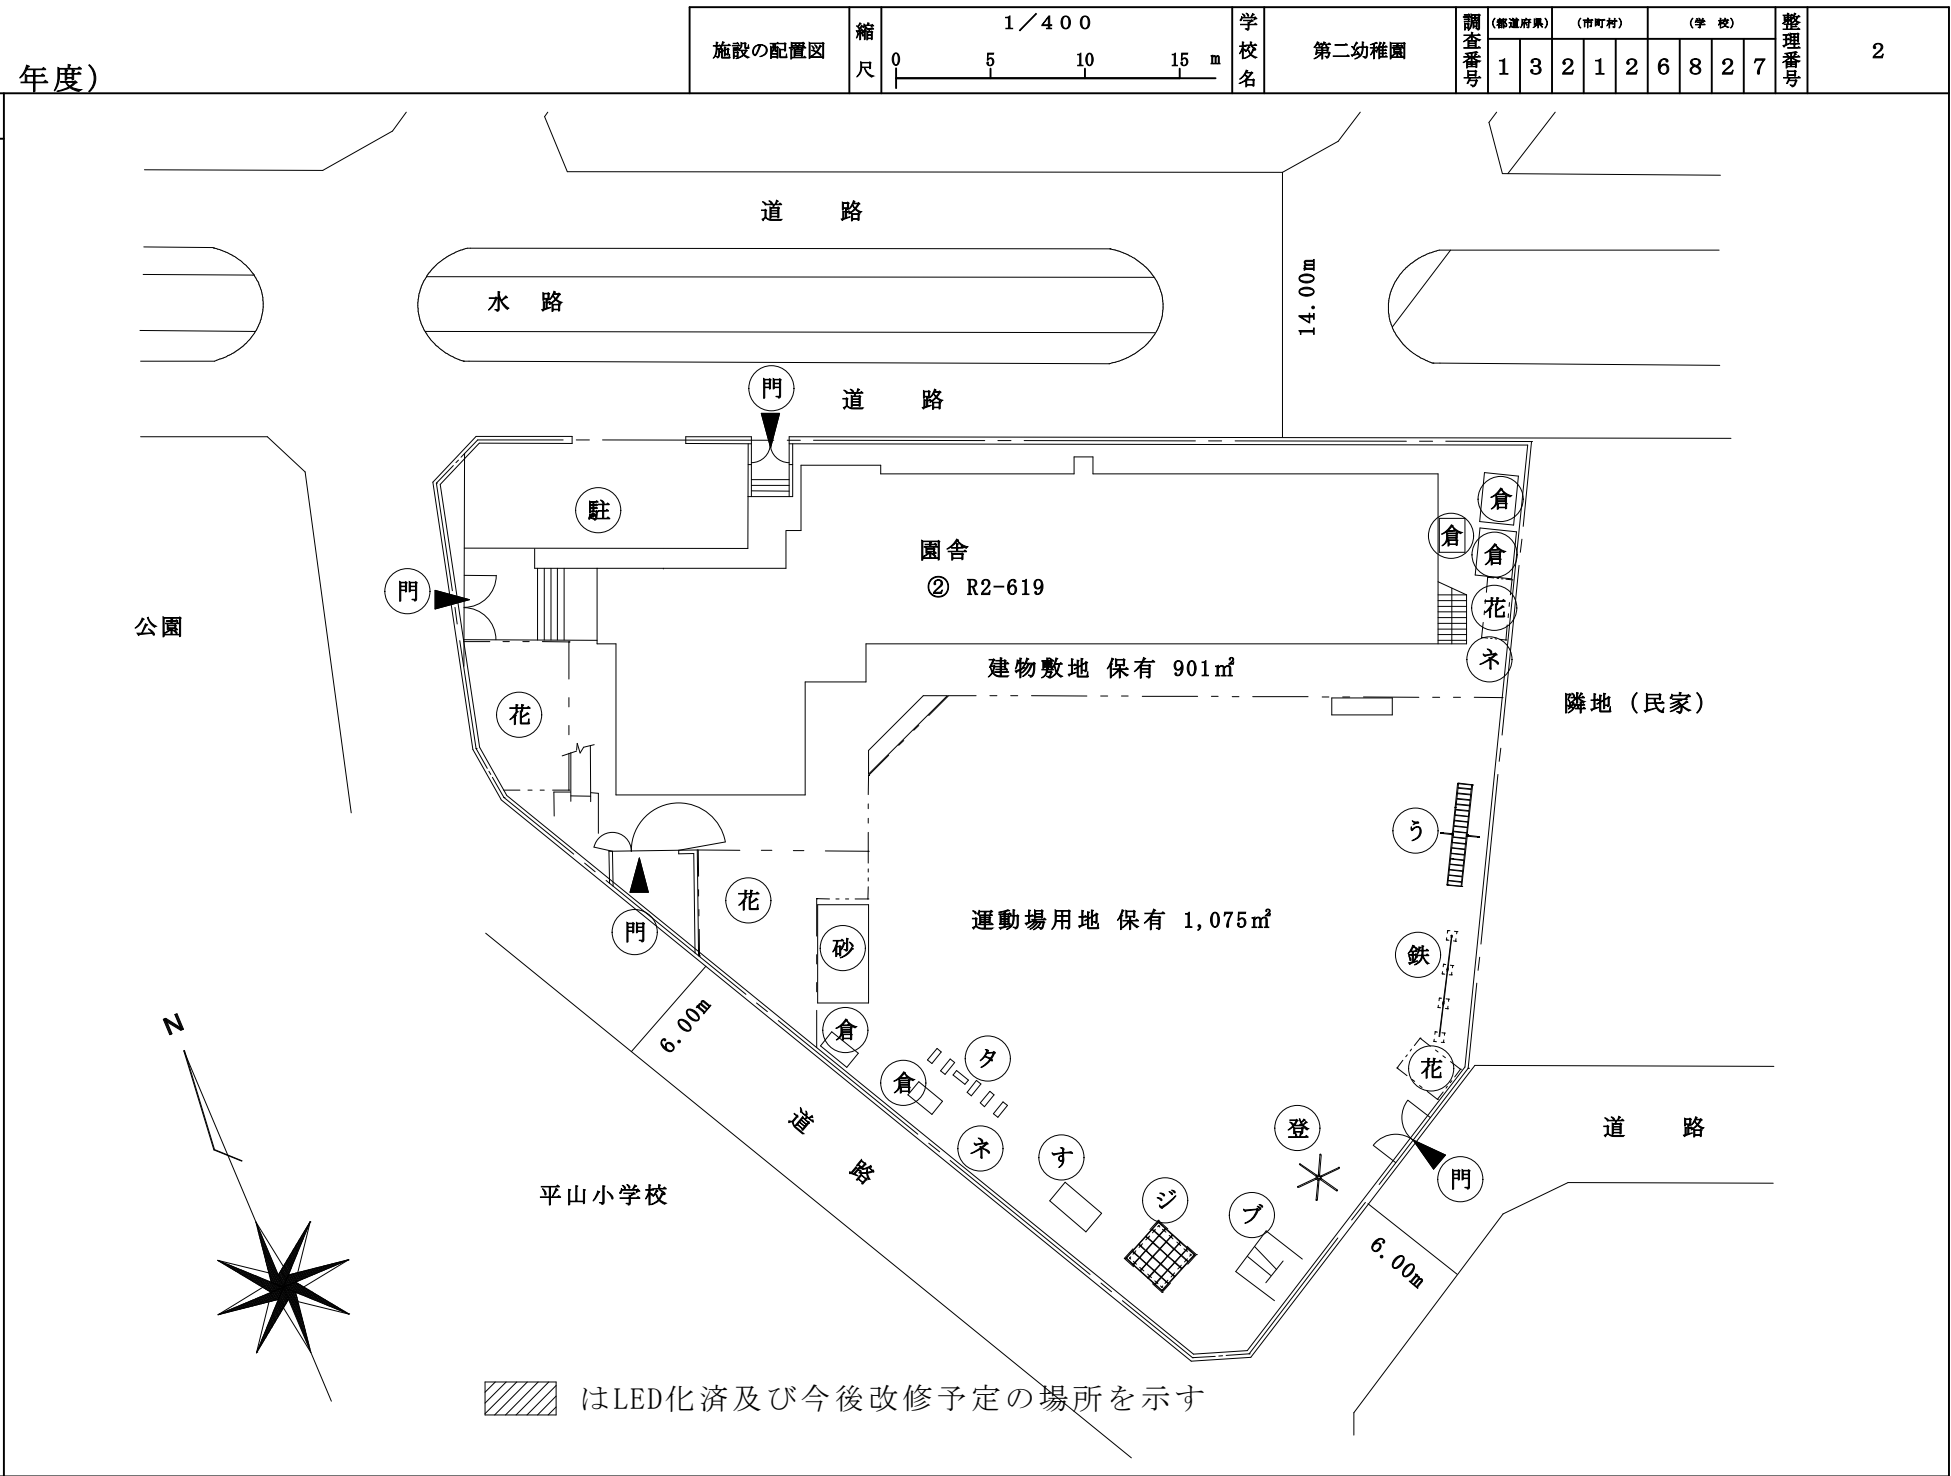 年度)
施設の配置図
縮尺
1／400
0 5 10 15 m
学校名
第二幼稚園
調査番号
(都道府県) (市町村) (学 校)
1 3 2 1 2 6 8 2 7
整理番号
2
道 路
水 路
14.00m
門
道 路
駐
倉
倉
倉
園舎
② R2-619
門
花
公園
ネ
建物敷地 保有 901㎡
隣地（民家）
花
う
花
運動場用地 保有 1,075㎡
門
砂
鉄
N
6.00m
倉
タ
倉
花
道 路
登
道 路
ネ
す
門
平山小学校
ジ
ブ
6.00m
はLED化済及び今後改修予定の場所を示す